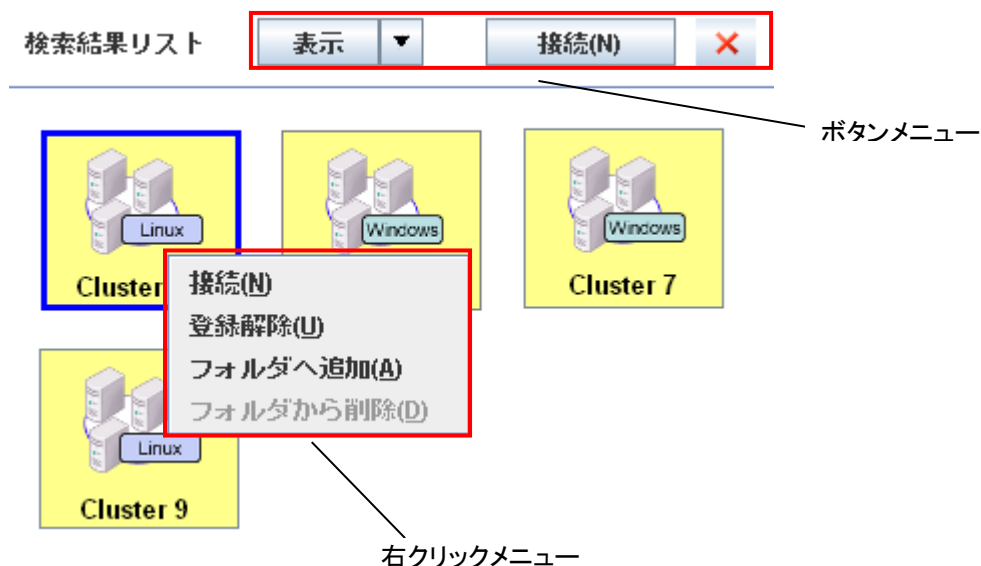 検索結果リスト 表示 ▼ 接続(N) ×
ボタンメニュー
Linux Windows Windows
Cluster Cluster 7
接続(N)
登録解除(U)
フォルダへ追加(A)
フォルダから削除(D)
Linux
Cluster 9
右クリックメニュー